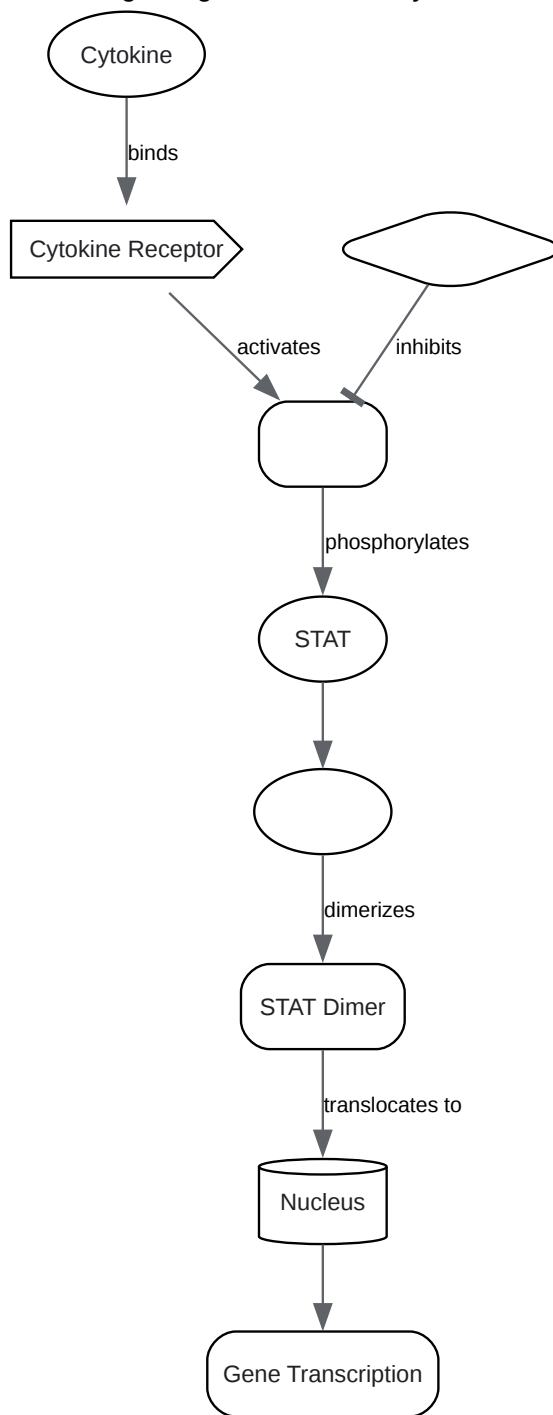 Cytokine
binds
Cytokine Receptor
activates
inhibits
phosphorylates
STAT
dimerizes
STAT Dimer
translocates to
Nucleus
Gene Transcription